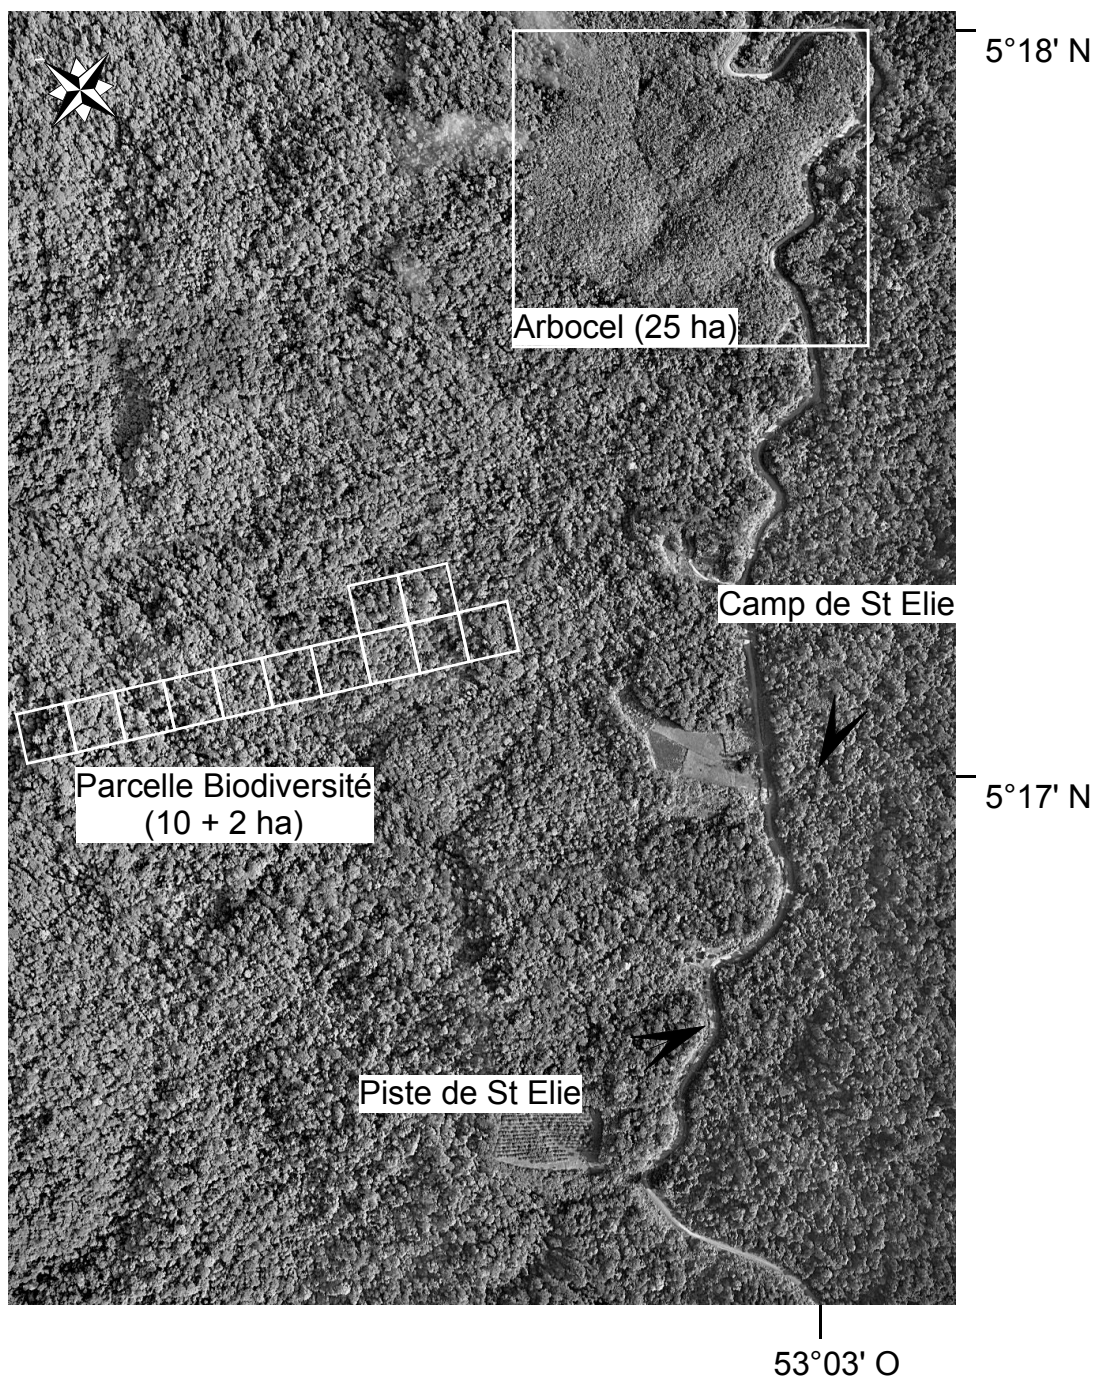 5°18' N
Arbocel (25 ha)
Camp de St Elie
Parcelle Biodiversité
(10 + 2 ha)
5°17' N
Piste de St Elie
53°03' O